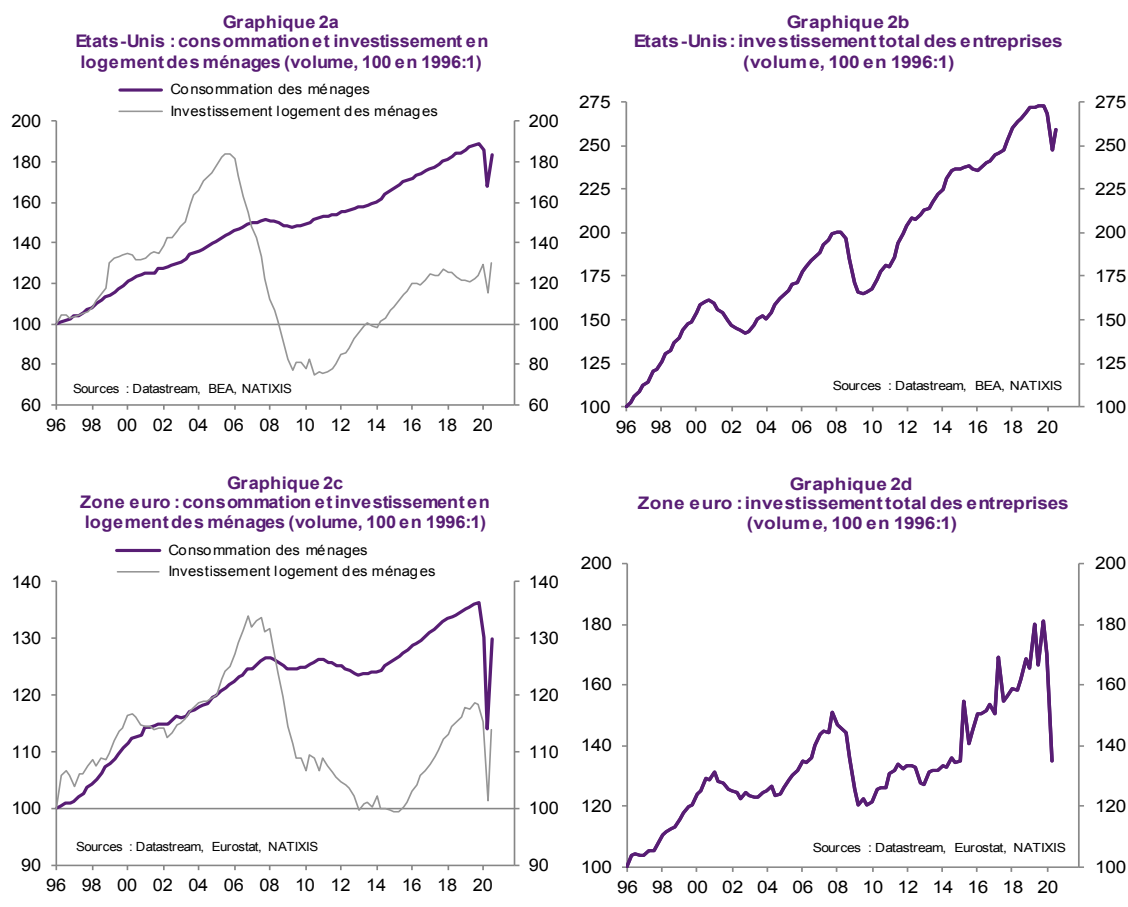 Graphique 2a
Etats-Unis : consommation et investissement en
logement des ménages (volume, 100 en 1996:1)
Consommation des ménages
Investissement logement des ménages
200 200
180 180
160 160
140 140
120 120
100 100
80 80
Sources : Datastream, BEA, NATIXIS
60 60
96 98 00 02 04 06 08 10 12 14 16 18 20
Graphique 2b
Etats-Unis : investissement total des entreprises
(volume, 100 en 1996:1)
275 275
250 250
225 225
200 200
175 175
150 150
125 125
Sources : Datastream, BEA, NATIXIS
100 100
96 98 00 02 04 06 08 10 12 14 16 18 20
Graphique 2c
Zone euro : consommation et investissement en
logement des ménages (volume, 100 en 1996:1)
Consommation des ménages
Investissement logement des ménages
140 140
130 130
120 120
110 110
100 100
Sources : Datastream, Eurostat, NATIXIS
90 90
96 98 00 02 04 06 08 10 12 14 16 18 20
Graphique 2d
Zone euro : investissement total des entreprises
(volume, 100 en 1996:1)
200 200
180 180
160 160
140 140
120 120
Sources : Datastream, Eurostat, NATIXIS
100 100
96 98 00 02 04 06 08 10 12 14 16 18 20